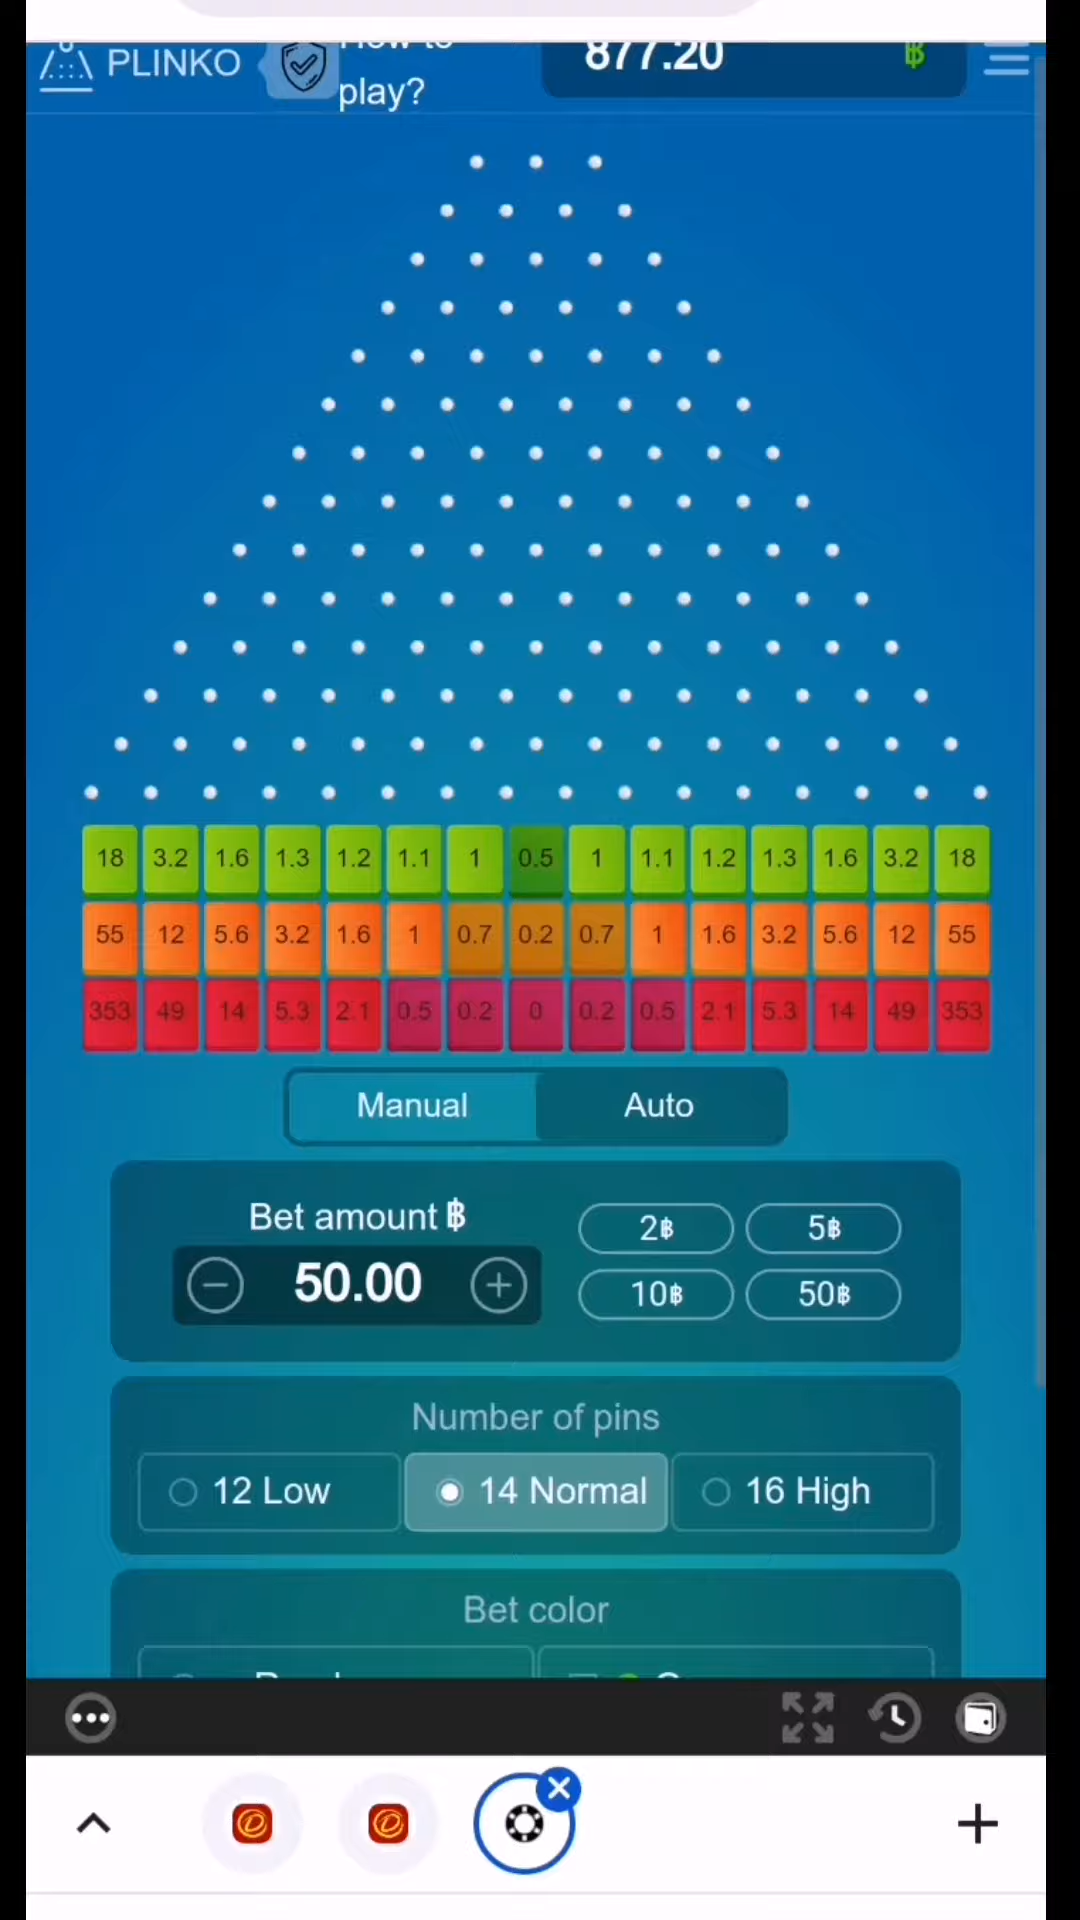 PLINKO
How to
play?
877.20 ฿
18 3.2 1.6 1.3 1.2 1.1 1 0.5 1 1.1 1.2 1.3 1.6 3.2 18
55 12 5.6 3.2 1.6 1 0.7 0.2 0.7 1 1.6 3.2 5.6 12 55
353 49 14 5.3 2.1 0.5 0.2 0 0.2 0.5 2.1 5.3 14 49 353
Manual Auto
Bet amount ฿
50.00
2฿ 5฿
10฿ 50฿
Number of pins
12 Low 14 Normal 16 High
Bet color